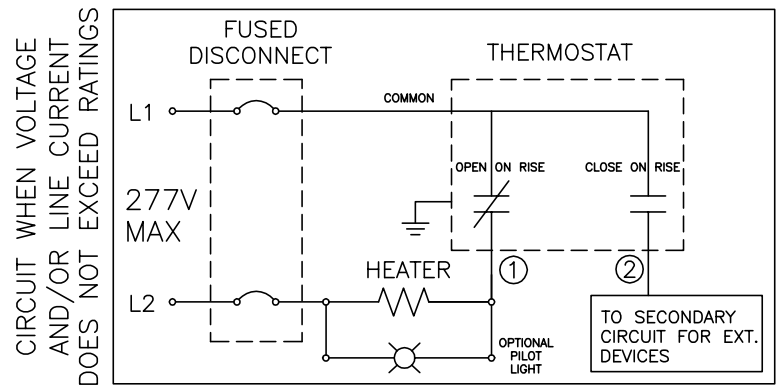 CIRCUIT WHEN VOLTAGE
AND/OR LINE CURRENT
DOES NOT EXCEED RATINGS
FUSED
DISCONNECT
THERMOSTAT
L1
COMMON
OPEN ON RISE
CLOSE ON RISE
277V
MAX
HEATER
1
2
L2
OPTIONAL
PILOT
LIGHT
TO SECONDARY
CIRCUIT FOR EXT.
DEVICES